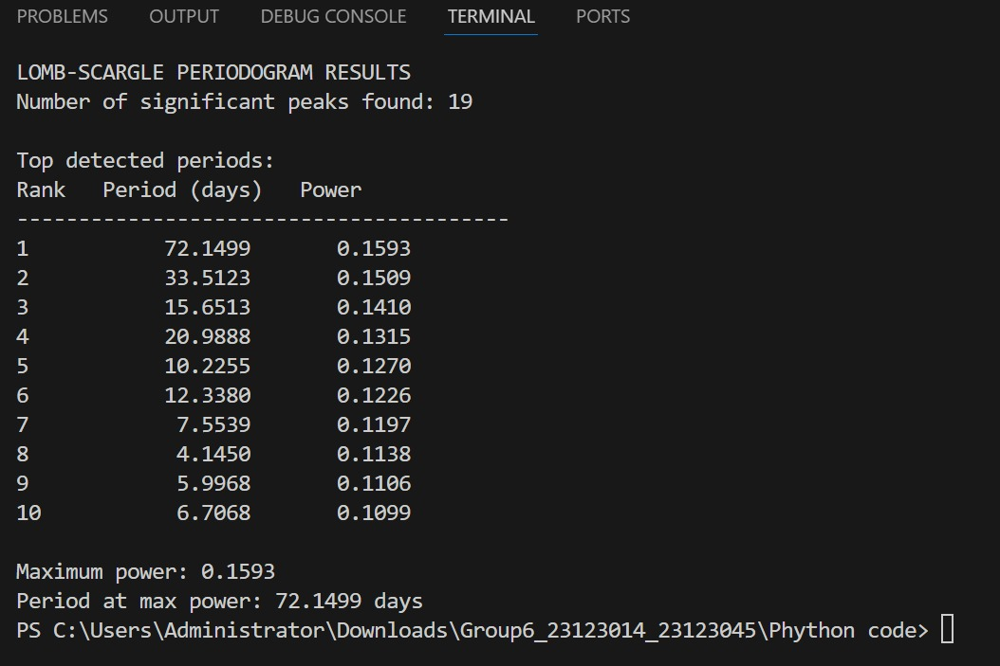 PROBLEMS OUTPUT DEBUG CONSOLE TERMINAL PORTS
LOMB-SCARGLE PERIODOGRAM RESULTS
Number of significant peaks found: 19
Top detected periods:
Rank Period (days) Power
----------------------------------------
1 72.1499 0.1593
2 33.5123 0.1509
3 15.6513 0.1410
4 20.9888 0.1315
5 10.2255 0.1270
6 12.3380 0.1226
7 7.5539 0.1197
8 4.1450 0.1138
9 5.9968 0.1106
10 6.7068 0.1099
Maximum power: 0.1593
Period at max power: 72.1499 days
PS C:\Users\Administrator\Downloads\Group6_23123014_23123045\Phython code>